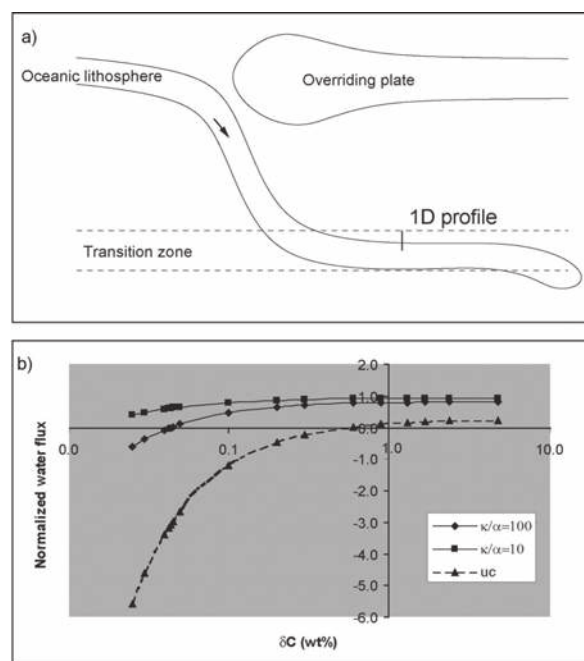 a)
Oceanic lithosphere
Overriding plate
1D profile
Transition zone
b)
2.0
1.0
0.0
0.1
1.0
10.0
-0.0
-1.0
-2.0
-3.0
-4.0
-5.0
-6.0
Normalized water flux
κ/α=100
κ/α=10
uc
δC (wt%)